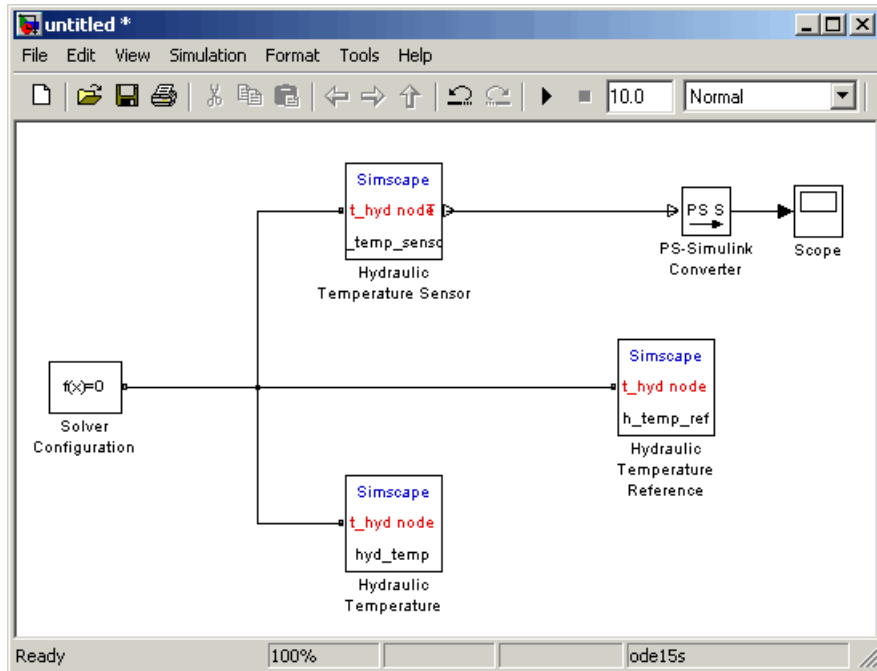 untitled *
File Edit View Simulation Format Tools Help
10.0 Normal
Simscape
t_hyd node T
_temp_senso
Hydraulic
Temperature Sensor
PS S
PS-Simulink
Converter
Scope
f(x)=0
Solver
Configuration
Simscape
t_hyd node
h_temp_ref
Hydraulic
Temperature
Reference
Simscape
t_hyd node
hyd_temp
Hydraulic
Temperature
Ready 100% ode15s